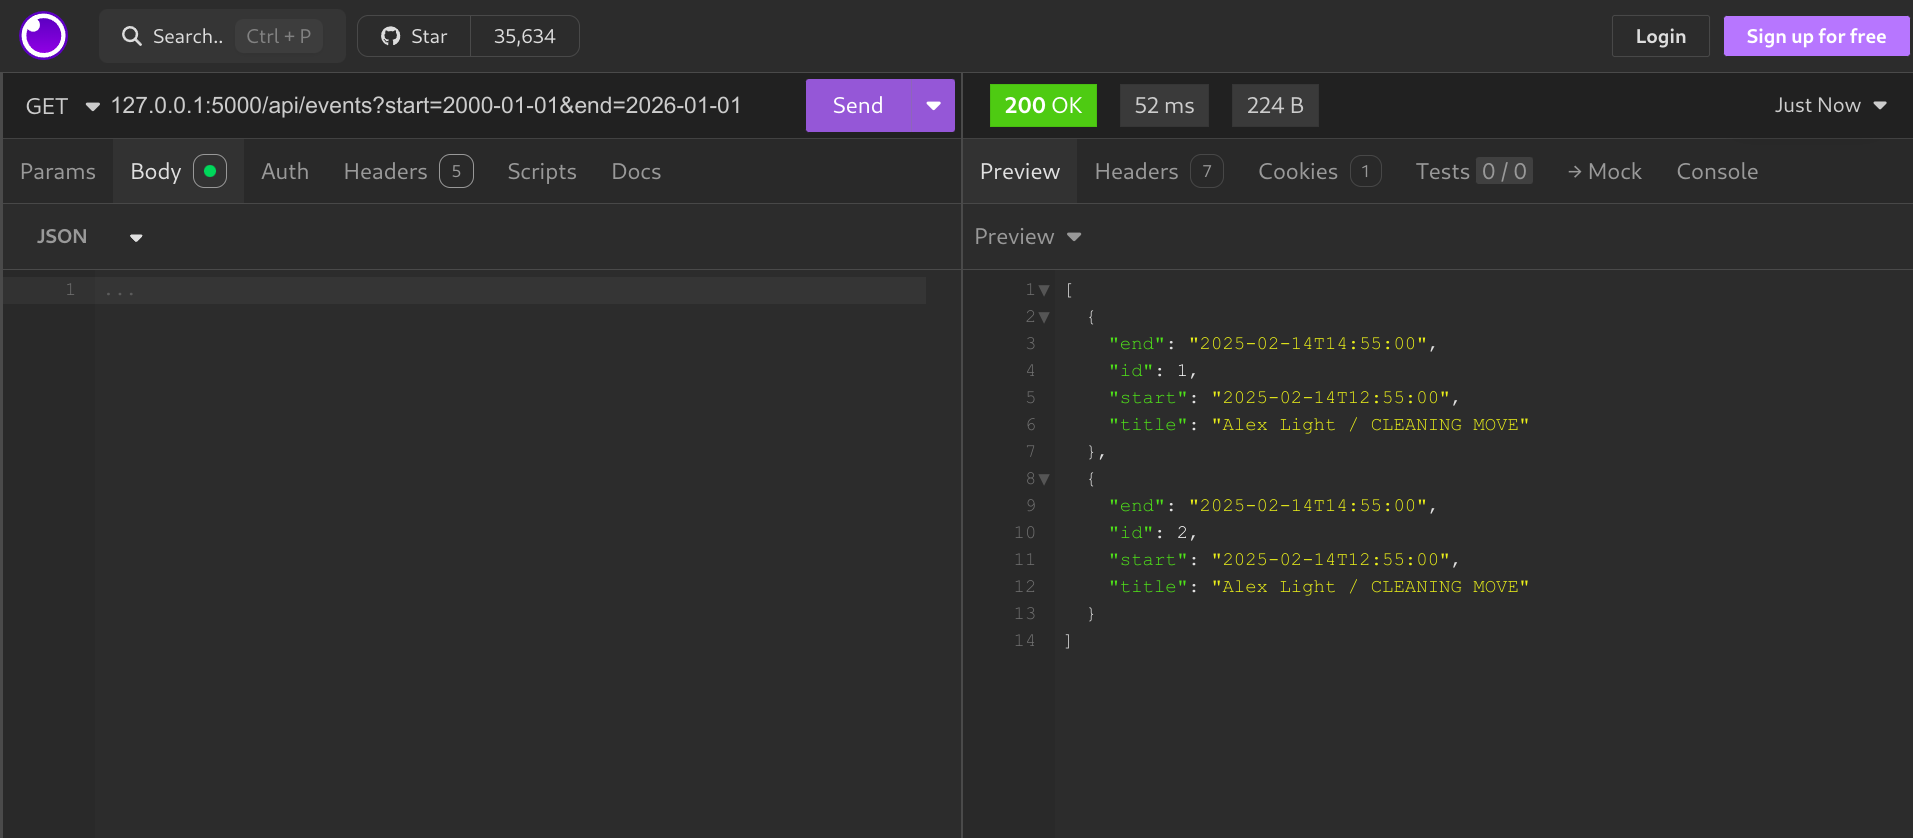 Search.. Ctrl + P Star 35,634 Login Sign up for free
GET 127.0.0.1:5000/api/events?start=2000-01-01&end=2026-01-01 Send
200 OK 52 ms 224 B Just Now
Params Body Auth Headers 5 Scripts Docs
Preview Headers 7 Cookies 1 Tests 0 / 0 → Mock Console
JSON
Preview
1 ...
1 [
2 {
3 "end": "2025-02-14T14:55:00",
4 "id": 1,
5 "start": "2025-02-14T12:55:00",
6 "title": "Alex Light / CLEANING MOVE"
7 },
8 {
9 "end": "2025-02-14T14:55:00",
10 "id": 2,
11 "start": "2025-02-14T12:55:00",
12 "title": "Alex Light / CLEANING MOVE"
13 }
14 ]